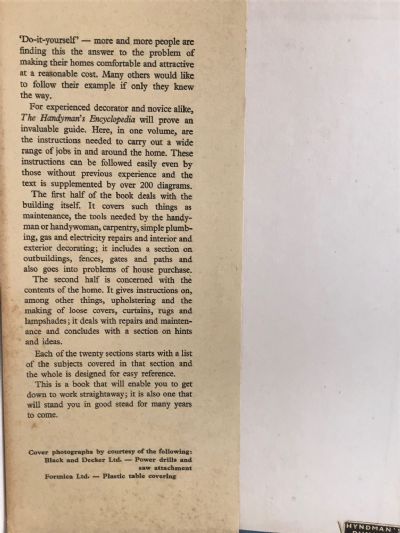 'Do-it-yourself' — more and more people are
finding this the answer to the problem of
making their homes comfortable and attractive
at a reasonable cost. Many others would like
to follow their example if only they knew
the way.
For experienced decorator and novice alike,
The Handyman's Encyclopedia will prove an
invaluable guide. Here, in one volume, are
the instructions needed to carry out a wide
range of jobs in and around the home. These
instructions can be followed easily even by
those without previous experience and the
text is supplemented by over 200 diagrams.
The first half of the book deals with the
building itself. It covers such things as
maintenance, the tools needed by the handy-
man or handywoman, carpentry, simple plumb-
ing, gas and electricity repairs and interior and
exterior decorating; it includes a section on
outbuildings, fences, gates and paths and
also goes into problems of house purchase.
The second half is concerned with the
contents of the home. It gives instructions on,
among other things, upholstering and the
making of loose covers, curtains, rugs and
lampshades; it deals with repairs and mainten-
ance and concludes with a section on hints
and ideas.
Each of the twenty sections starts with a list
of the subjects covered in that section and
the whole is designed for easy reference.
This is a book that will enable you to get
down to work straightaway; it is also one that
will stand you in good stead for many years
to come.
Cover photographs by courtesy of the following:
Black and Decker Ltd. — Power drills and
saw attachment
Formica Ltd. — Plastic table covering
HYNDMAN'